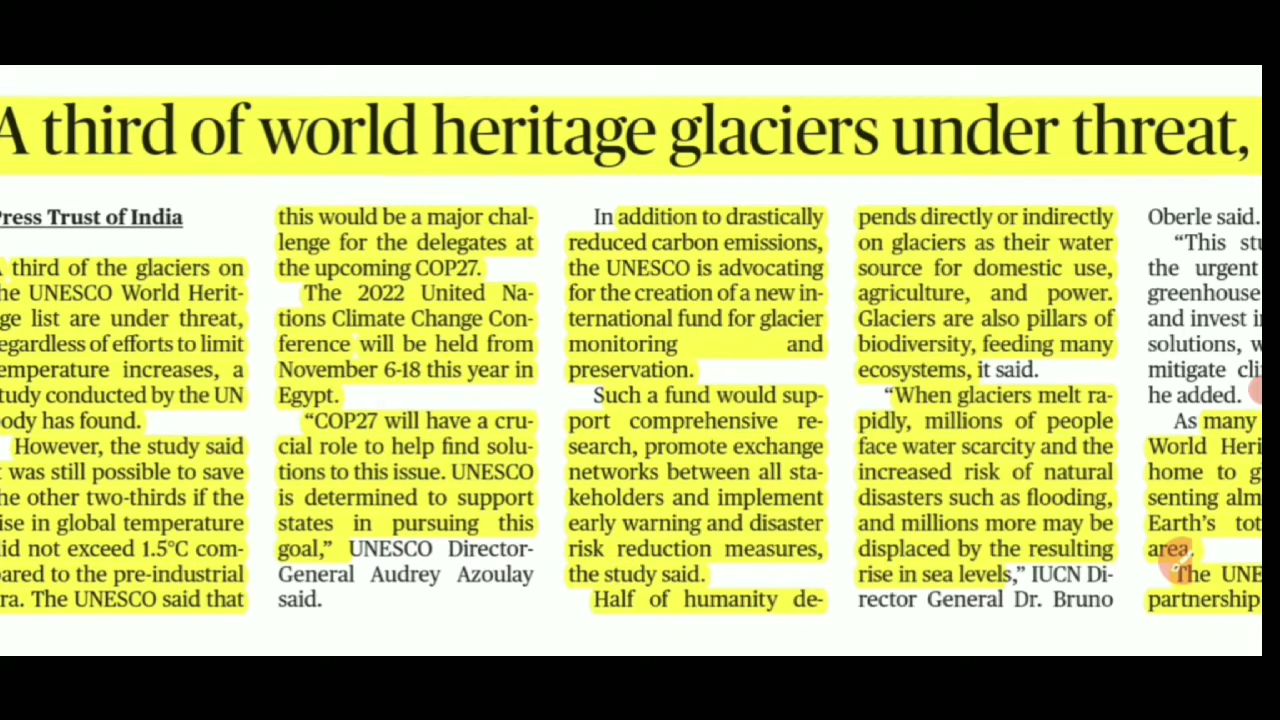 A third of world heritage glaciers under threat,
Press Trust of India
A third of the glaciers on
he UNESCO World Herit-
ge list are under threat,
egardless of efforts to limit
emperature increases, a
tudy conducted by the UN
ody has found.
However, the study said
t was still possible to save
he other two-thirds if the
ise in global temperature
id not exceed 1.5°C com-
ared to the pre-industrial
ra. The UNESCO said that
this would be a major chal-
lenge for the delegates at
the upcoming COP27.
The 2022 United Na-
tions Climate Change Con-
ference will be held from
November 6-18 this year in
Egypt.
“COP27 will have a cru-
cial role to help find solu-
tions to this issue. UNESCO
is determined to support
states in pursuing this
goal,” UNESCO Director-
General Audrey Azoulay
said.
In addition to drastically
reduced carbon emissions,
the UNESCO is advocating
for the creation of a new in-
ternational fund for glacier
monitoring and
preservation.
Such a fund would sup-
port comprehensive re-
search, promote exchange
networks between all sta-
keholders and implement
early warning and disaster
risk reduction measures,
the study said.
Half of humanity de-
pends directly or indirectly
on glaciers as their water
source for domestic use,
agriculture, and power.
Glaciers are also pillars of
biodiversity, feeding many
ecosystems, it said.
“When glaciers melt ra-
pidly, millions of people
face water scarcity and the
increased risk of natural
disasters such as flooding,
and millions more may be
displaced by the resulting
rise in sea levels,” IUCN Di-
rector General Dr. Bruno
Oberle said.
“This stu
the urgent
greenhouse
and invest i
solutions, w
mitigate cli
he added.
As many
World Heri
home to g
senting alm
Earth’s tot
area.
The UNE
partnership